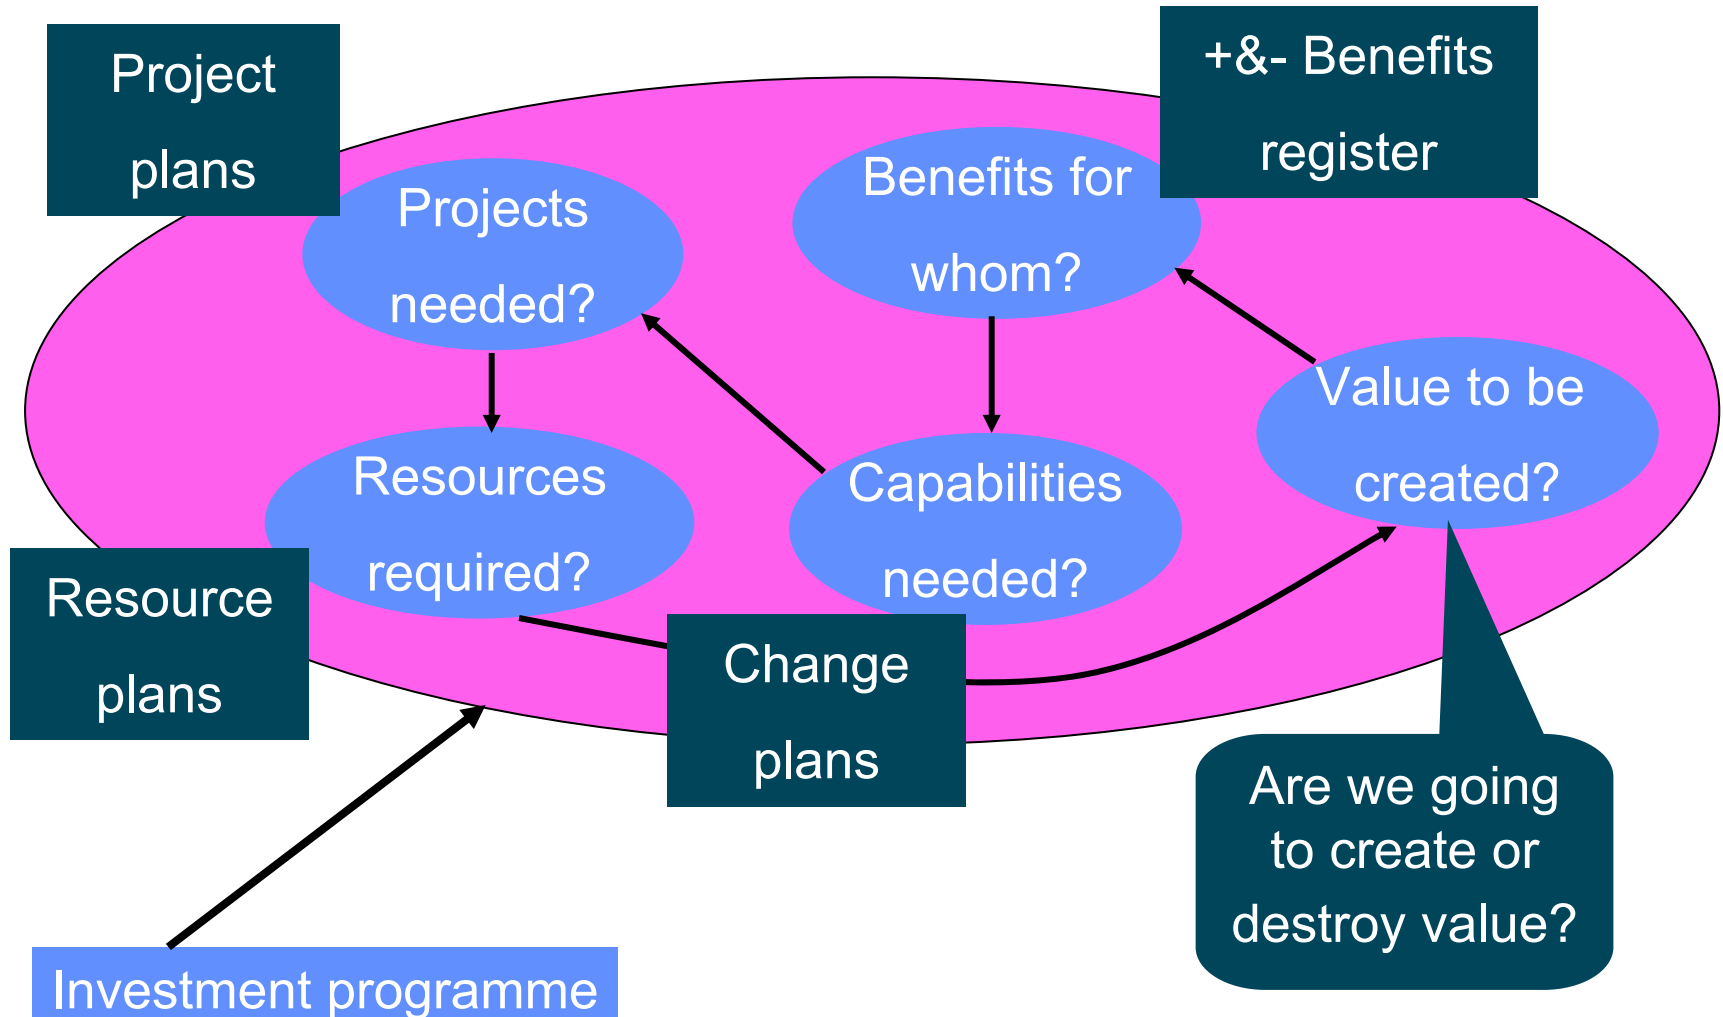 Project
plans
+&- Benefits
register
Projects
needed?
Benefits for
whom?
Value to be
created?
Resources
required?
Capabilities
needed?
Resource
plans
Change
plans
Are we going
to create or
destroy value?
Investment programme